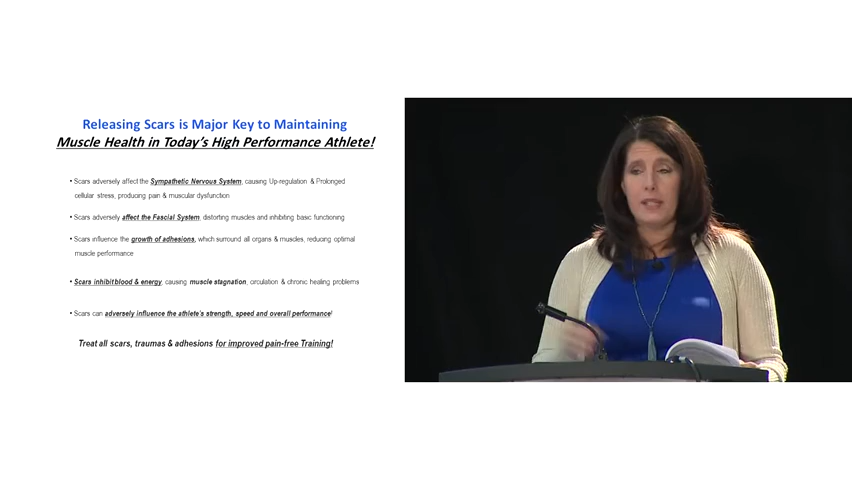 Releasing Scars is Major Key to Maintaining
Muscle Health in Today's High Performance Athlete!
• Scars adversely affect the Sympathetic Nervous System, causing Up-regulation & Prolonged
cellular stress, producing pain & muscular dysfunction
• Scars adversely affect the Fascial System, distorting muscles and inhibiting basic functioning
• Scars influence the growth of adhesions, which surround all organs & muscles, reducing optimal
muscle performance
• Scars inhibit blood & energy, causing muscle stagnation, circulation & chronic healing problems
• Scars can adversely influence the athlete's strength, speed and overall performance!
Treat all scars, traumas & adhesions for improved pain-free Training!